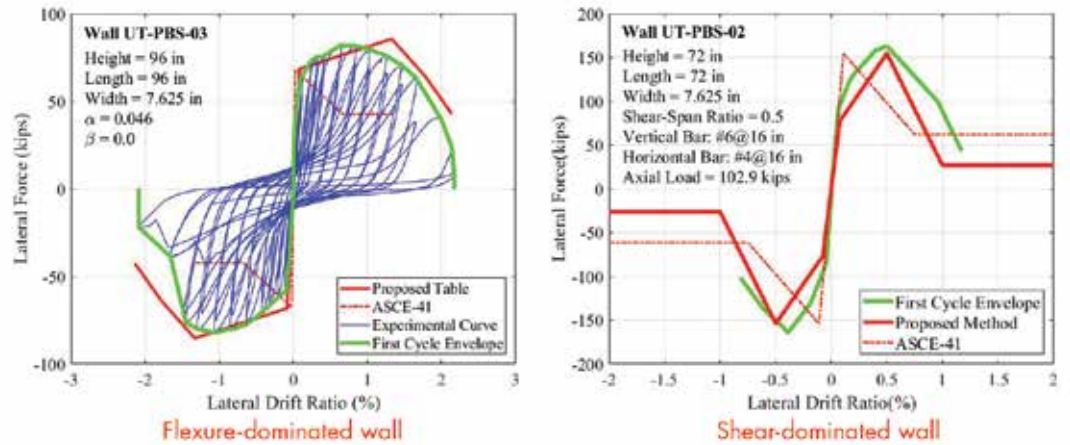 Wall UT-PBS-03
Height = 96 in
Length = 96 in
Width = 7.625 in
α = 0.046
β = 0.0
Lateral Force (kips)
100
50
0
-50
-100
-3
-2
-1
0
1
2
3
Lateral Drift Ratio (%)
Proposed Table
ASCE-41
Experimental Curve
First Cycle Envelope
Flexure-dominated wall
Wall UT-PBS-02
Height = 72 in
Length = 72 in
Width = 7.625 in
Shear-Span Ratio = 0.5
Vertical Bar: #6@16 in
Horizontal Bar: #4@16 in
Axial Load = 102.9 kips
Lateral Force(kips)
200
150
100
50
0
-50
-100
-150
-200
-2
-1.5
-1
-0.5
0
0.5
1
1.5
2
Lateral Drift Ratio(%)
First Cycle Envelope
Proposed Method
ASCE-41
Shear-dominated wall